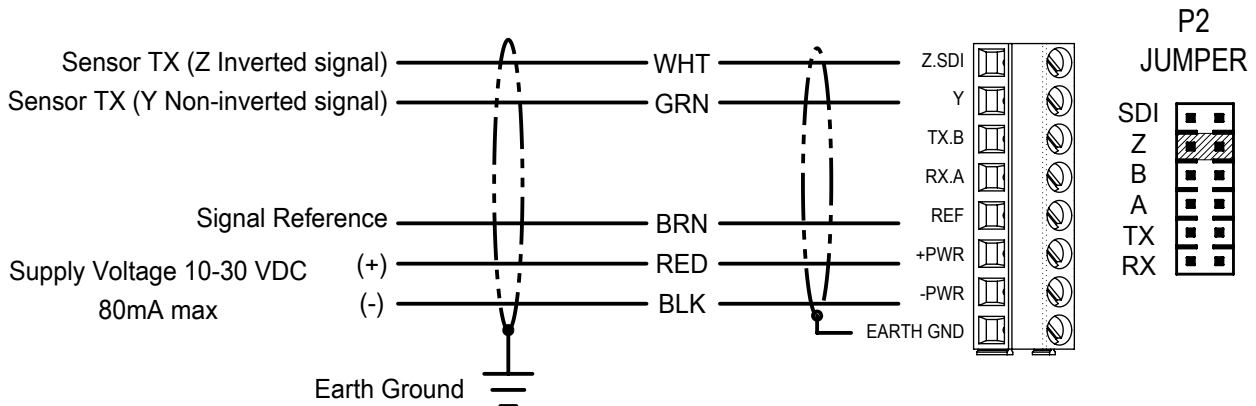 Sensor TX (Z Inverted signal)
Sensor TX (Y Non-inverted signal)
Signal Reference
Supply Voltage 10-30 VDC
80mA max
(+)
(-)
Earth Ground
WHT
GRN
BRN
RED
BLK
Z.SDI
Y
TX.B
RX.A
REF
+PWR
-PWR
EARTH GND
P2
JUMPER
SDI
Z
B
A
TX
RX